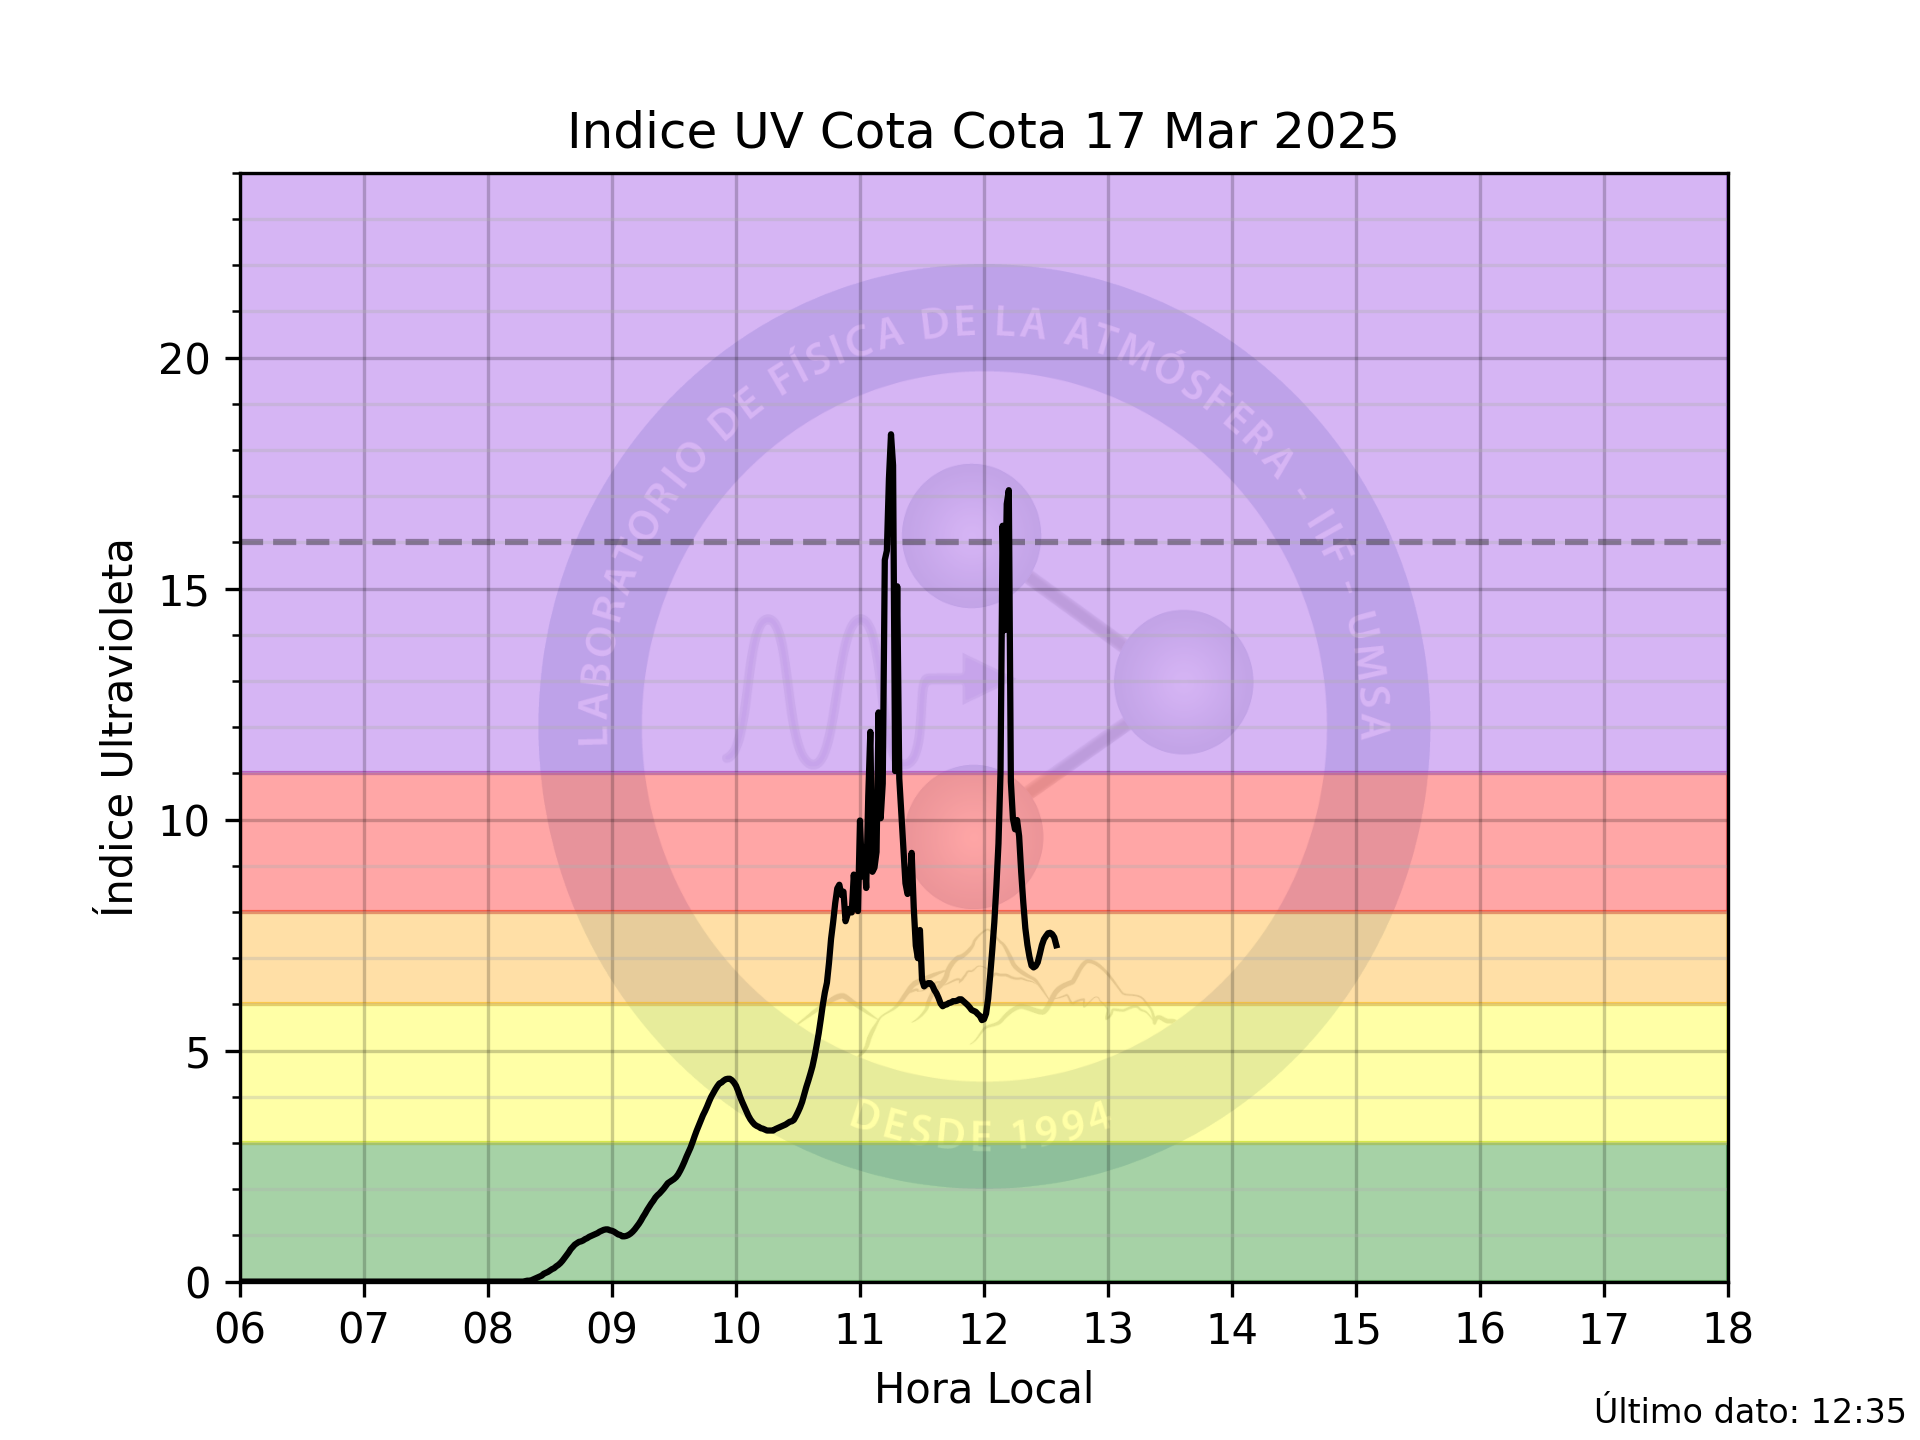 Indice UV Cota Cota 17 Mar 2025
Índice Ultravioleta
20
15
10
5
0
LABORATORIO DE FÍSICA DE LA ATMÓSFERA - IIF - UMSA
DESDE 1994
06 07 08 09 10 11 12 13 14 15 16 17 18
Hora Local
Último dato: 12:35